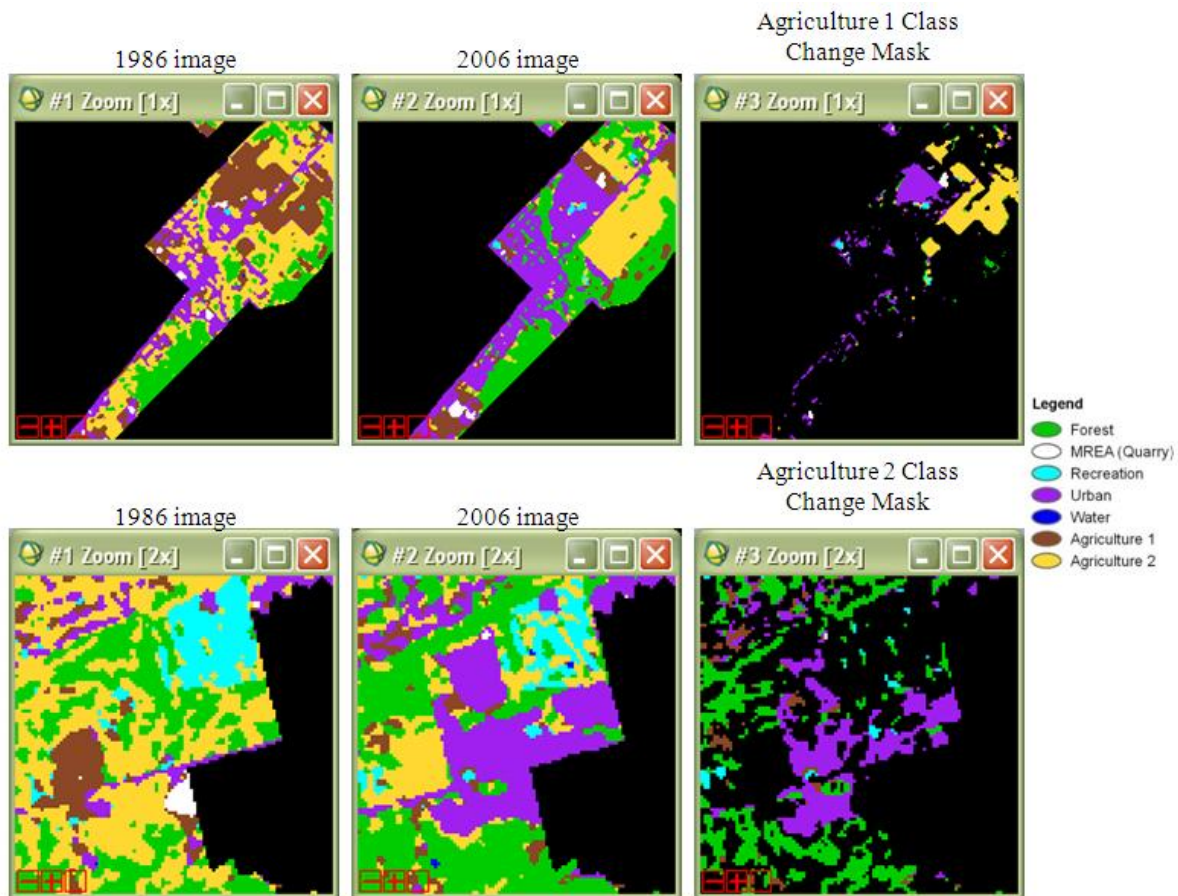 Agriculture 1 Class
Change Mask
1986 image
2006 image
#1 Zoom [1x]
#2 Zoom [1x]
#3 Zoom [1x]
Legend
Forest
MREA (Quarry)
Recreation
Urban
Water
Agriculture 1
Agriculture 2
Agriculture 2 Class
Change Mask
1986 image
2006 image
#1 Zoom [2x]
#2 Zoom [2x]
#3 Zoom [2x]